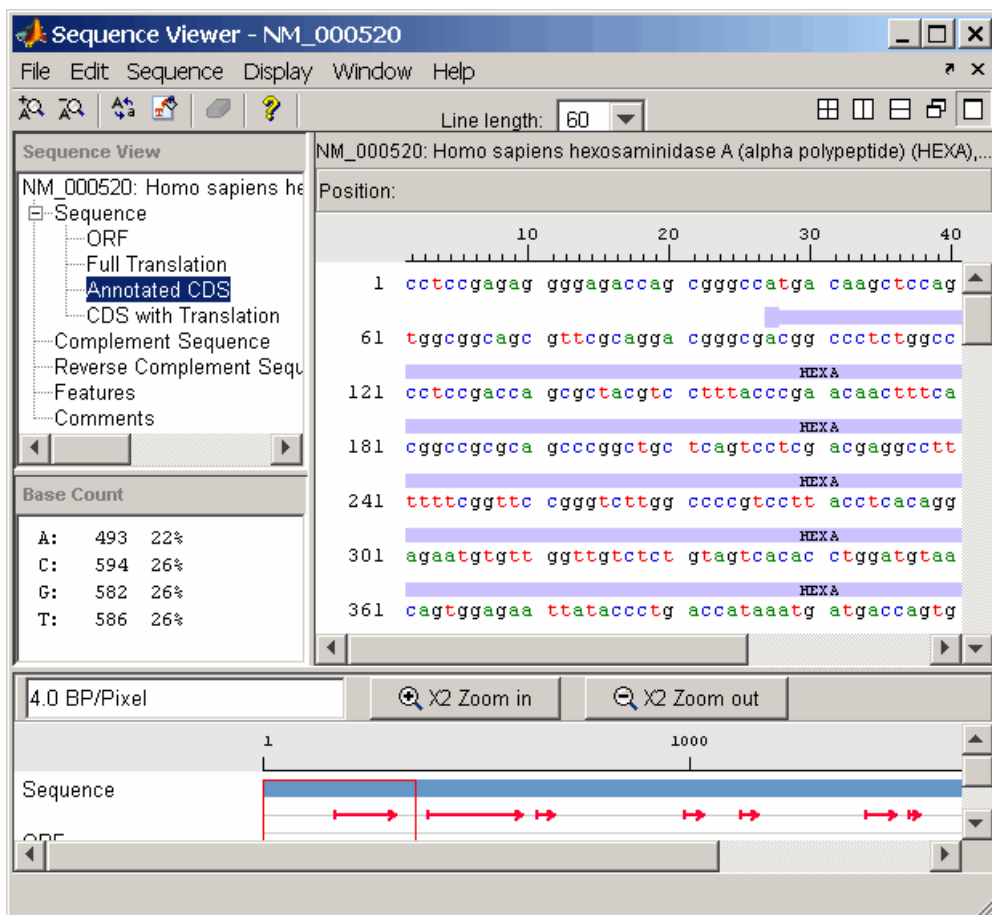 Sequence Viewer - NM_000520
File Edit Sequence Display Window Help
Line length: 60
Sequence View
NM_000520: Homo sapiens he
Sequence
ORF
Full Translation
Annotated CDS
CDS with Translation
Complement Sequence
Reverse Complement Sequ
Features
Comments
Base Count
A: 493 22%
C: 594 26%
G: 582 26%
T: 586 26%
NM_000520: Homo sapiens hexosaminidase A (alpha polypeptide) (HEXA),...
Position:
10 20 30 40
1 cctccgagag gggagaccag cgggccatga caagctccag
61 tggcggcagc gttcgcagga cgggcgacgg ccctctggcc
HEXA
121 cctccgacca gcgctacgtc ctttacccga acaactttca
HEXA
181 cggccgcgca gcccggctgc tcagtcctcg acgaggcctt
HEXA
241 ttttcggttc cgggtcttgg ccccgtcctt acctcacagg
HEXA
301 agaatgtgtt ggttgtctct gtagtcacac ctggatgtaa
HEXA
361 cagtggagaa ttataccctg accataaatg atgaccagtg
4.0 BP/Pixel X2 Zoom in X2 Zoom out
1 1000
Sequence
ORF